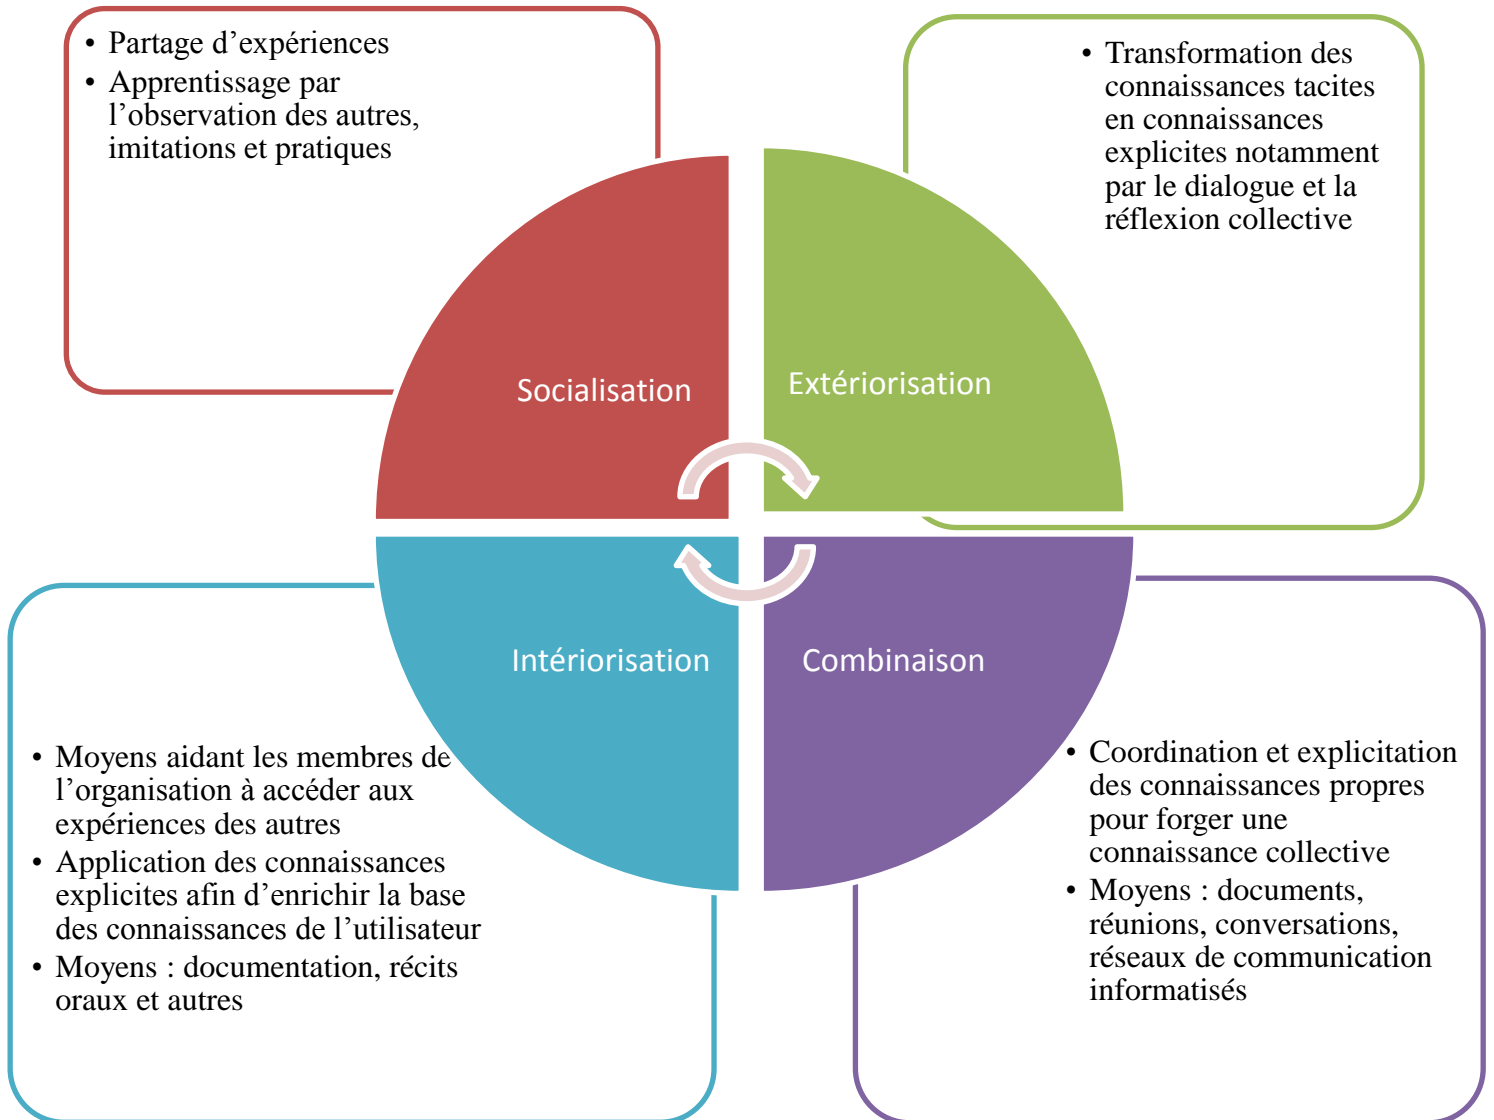 • Partage d’expériences
• Apprentissage par
l’observation des autres,
imitations et pratiques
• Transformation des
connaissances tacites
en connaissances
explicites notamment
par le dialogue et la
réflexion collective
Socialisation
Extériorisation
Intériorisation
Combinaison
• Moyens aidant les membres de
l’organisation à accéder aux
expériences des autres
• Application des connaissances
explicites afin d’enrichir la base
des connaissances de l’utilisateur
• Moyens : documentation, récits
oraux et autres
• Coordination et explicitation
des connaissances propres
pour forger une
connaissance collective
• Moyens : documents,
réunions, conversations,
réseaux de communication
informatisés